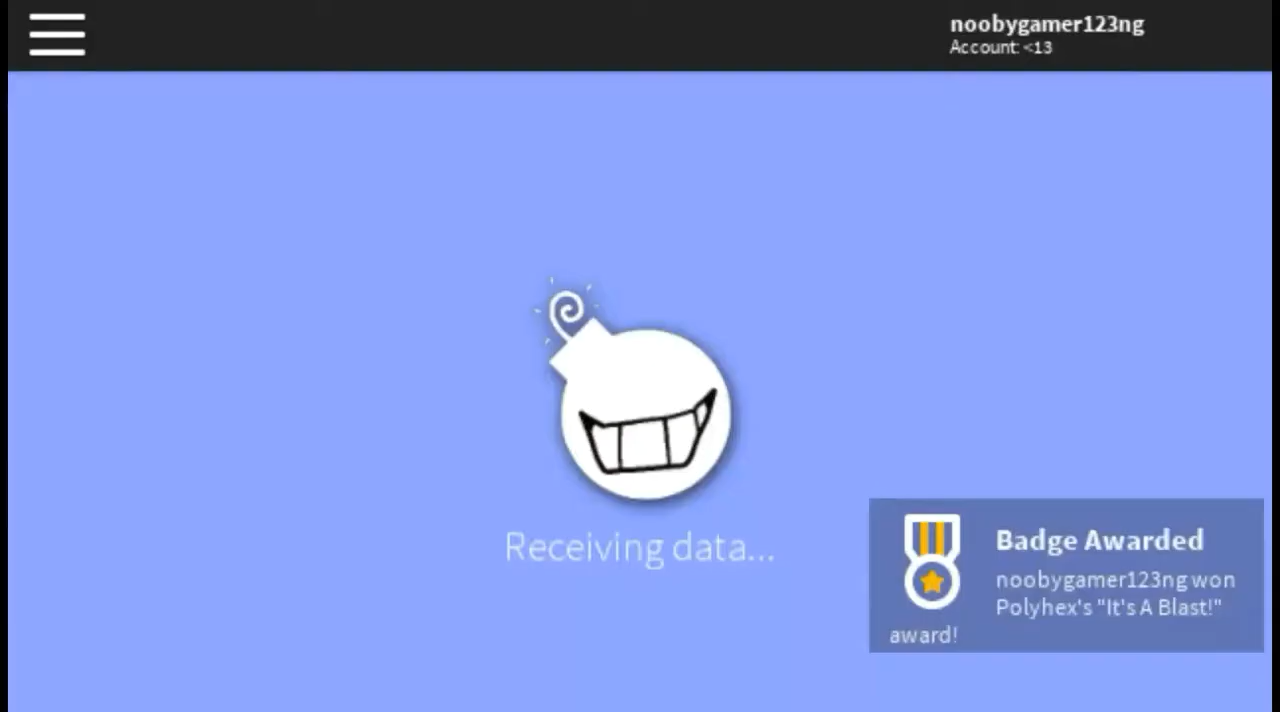 noobygamer123ng
Account: <13
Receiving data...
Badge Awarded
noobygamer123ng won
Polyhex's "It's A Blast!"
award!